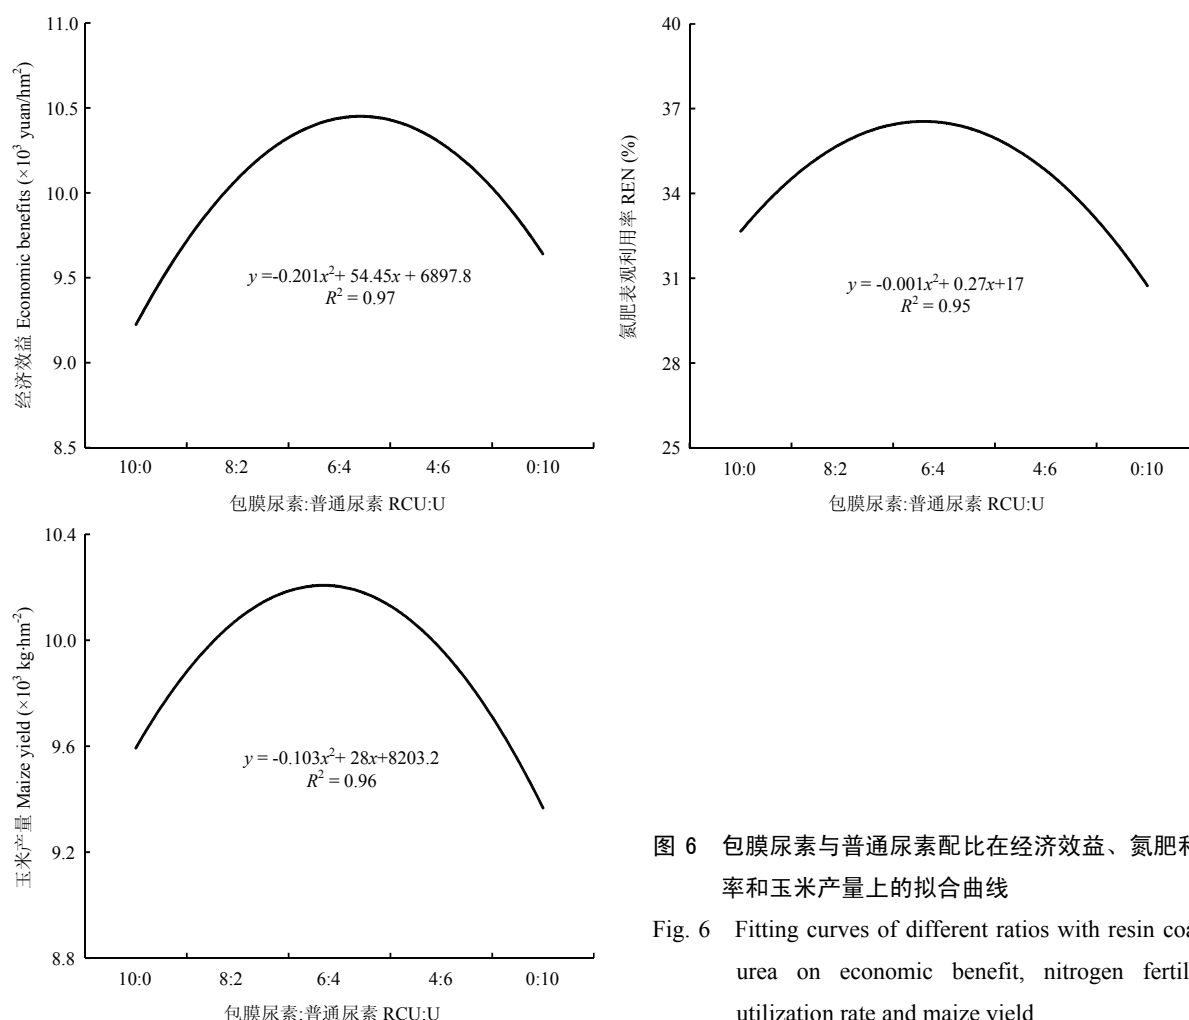 11.0
10.5
10.0
9.5
9.0
8.5
经济效益 Economic benefits (×10³ yuan/hm²)
y =-0.201x²+ 54.45x + 6897.8
R² = 0.97
10:0 8:2 6:4 4:6 0:10
包膜尿素:普通尿素 RCU:U
40
37
34
31
28
25
氮肥表观利用率 REN (%)
y = -0.001x²+ 0.27x+17
R² = 0.95
10:0 8:2 6:4 4:6 0:10
包膜尿素:普通尿素 RCU:U
10.4
10.0
9.6
9.2
8.8
玉米产量 Maize yield (×10³ kg·hm⁻²)
y = -0.103x²+ 28x+8203.2
R² = 0.96
10:0 8:2 6:4 4:6 0:10
包膜尿素:普通尿素 RCU:U
图 6 包膜尿素与普通尿素配比在经济效益、氮肥利
率和玉米产量上的拟合曲线
Fig. 6 Fitting curves of different ratios with resin coa
urea on economic benefit, nitrogen fertil
utilization rate and maize yield